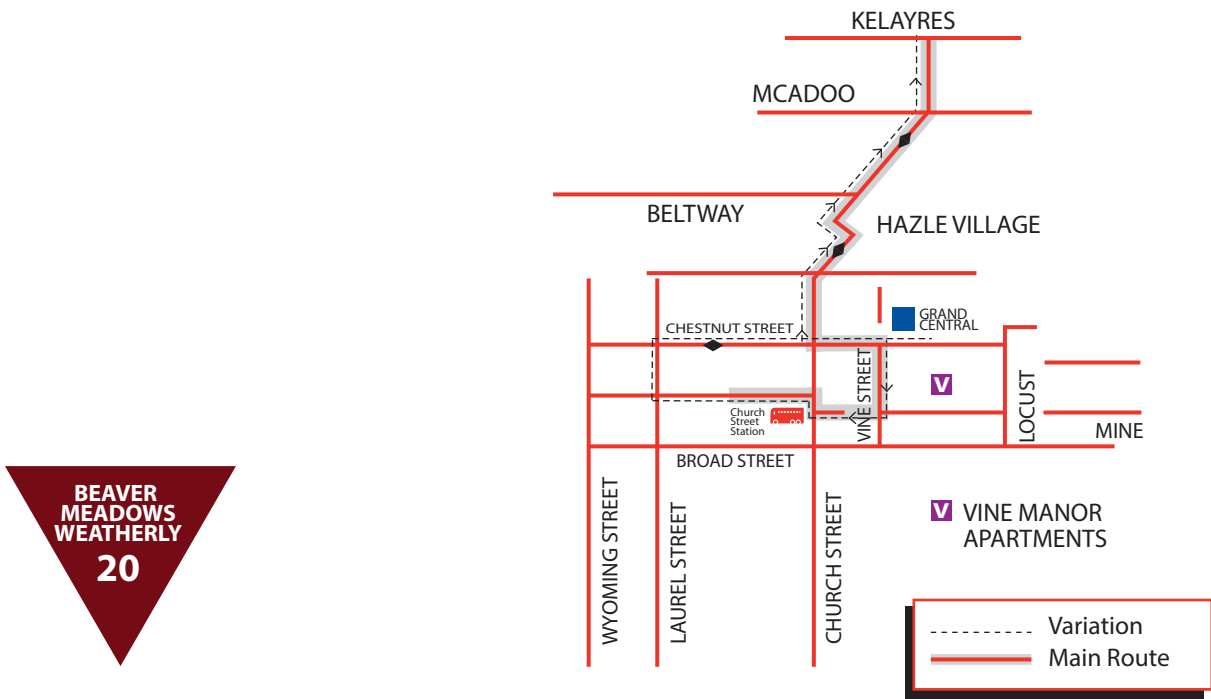 KELAYRES
MCADOO
BELTWAY
HAZLE VILLAGE
GRAND
CENTRAL
CHESTNUT STREET
VINE STREET
V
LOCUST
Church
Street
Station
MINE
BROAD STREET
WYOMING STREET
LAUREL STREET
CHURCH STREET
V VINE MANOR
APARTMENTS
BEAVER
MEADOWS
WEATHERLY
20
Variation
Main Route